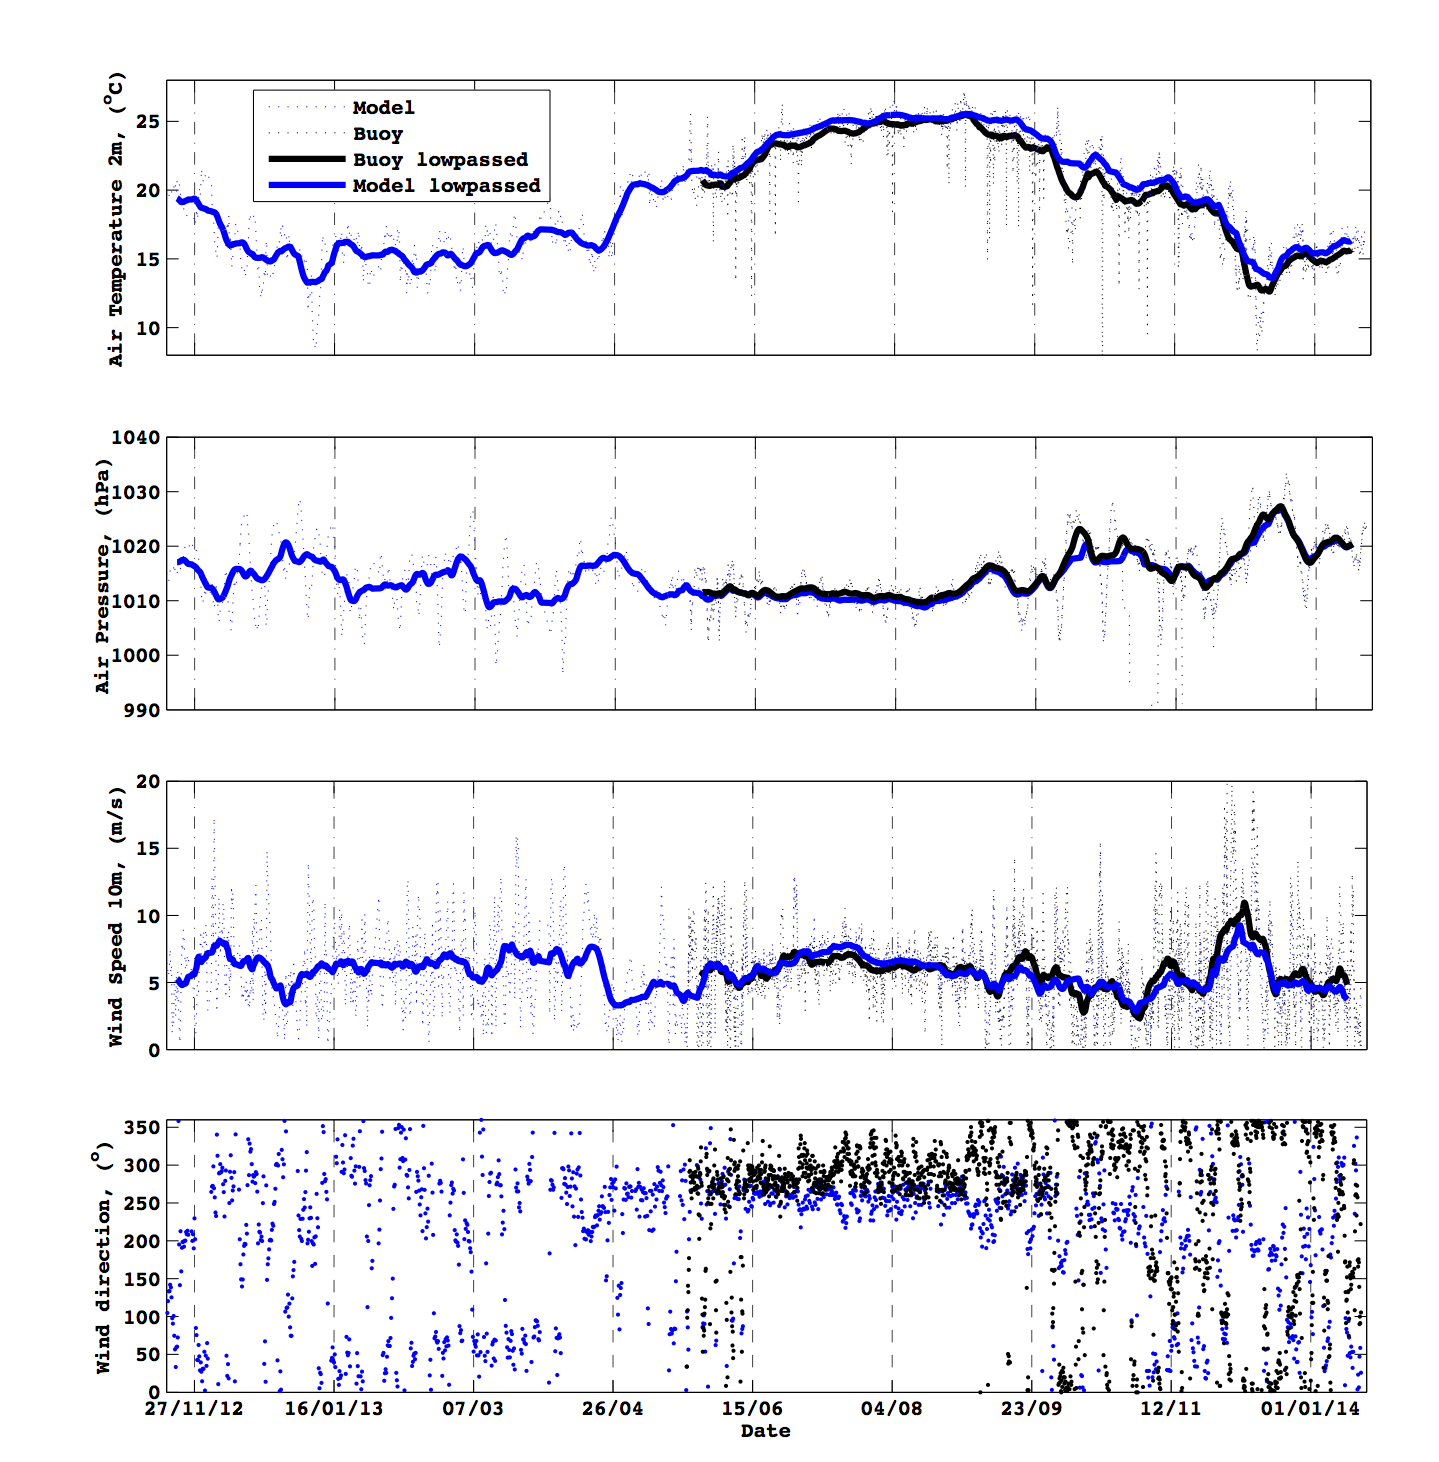 Air Temperature 2m, (°C)
25
20
15
10
Model
Buoy
Buoy lowpassed
Model lowpassed
Air Pressure, (hPa)
1040
1030
1020
1010
1000
990
Wind Speed 10m, (m/s)
20
15
10
5
0
Wind direction, (°)
350
300
250
200
150
100
50
0
27/11/12 16/01/13 07/03 26/04 15/06 04/08 23/09 12/11 01/01/14
Date